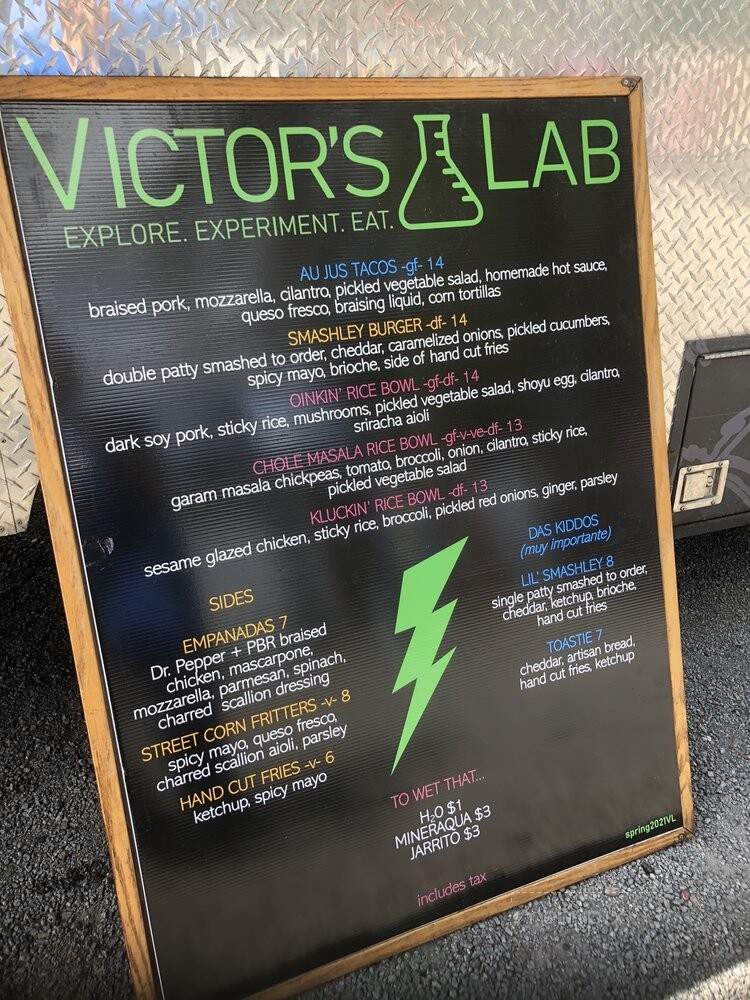 VICTOR'S LAB
EXPLORE. EXPERIMENT. EAT.
AU JUS TACOS -gf- 14
braised pork, mozzarella, cilantro, pickled vegetable salad, homemade hot sauce,
queso fresco, braising liquid, corn tortillas
SMASHLEY BURGER -df- 14
double patty smashed to order, cheddar, caramelized onions, pickled cucumbers,
spicy mayo, brioche, side of hand cut fries
OINKIN' RICE BOWL -gf-df- 14
dark soy pork, sticky rice, mushrooms, pickled vegetable salad, shoyu egg, cilantro,
sriracha aioli
CHOLE MASALA RICE BOWL -gf-v-ve-df- 13
garam masala chickpeas, tomato, broccoli, onion, cilantro, sticky rice,
pickled vegetable salad
KLUCKIN' RICE BOWL -df- 13
sesame glazed chicken, sticky rice, broccoli, pickled red onions, ginger, parsley
SIDES
EMPANADAS 7
Dr. Pepper + PBR braised
chicken, mascarpone,
mozzarella, parmesan, spinach,
charred scallion dressing
STREET CORN FRITTERS -v- 8
spicy mayo, queso fresco,
charred scallion aioli, parsley
HAND CUT FRIES -v- 6
ketchup, spicy mayo
DAS KIDDOS
(muy importante)
LIL' SMASHLEY 8
single patty smashed to order,
cheddar, ketchup, brioche,
hand cut fries
TOASTIE 7
cheddar, artisan bread,
hand cut fries, ketchup
TO WET THAT...
H₂O $1
MINERAQUA $3
JARRITO $3
includes tax
spring2021VL